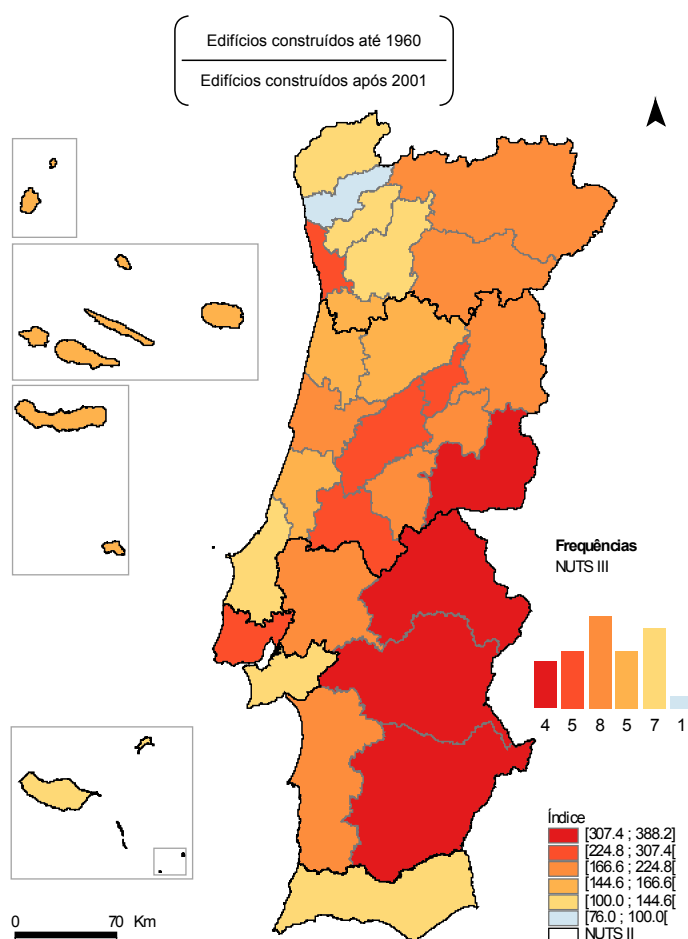 Edifícios construídos até 1960
Edifícios construídos após 2001
Frequências
NUTS III
4 5 8 5 7 1
Índice
[307.4 ; 388.2]
[224.8 ; 307.4[
[166.6 ; 224.8[
[144.6 ; 166.6[
[100.0 ; 144.6[
[76.0 ; 100.0[
NUTS II
0 70 Km